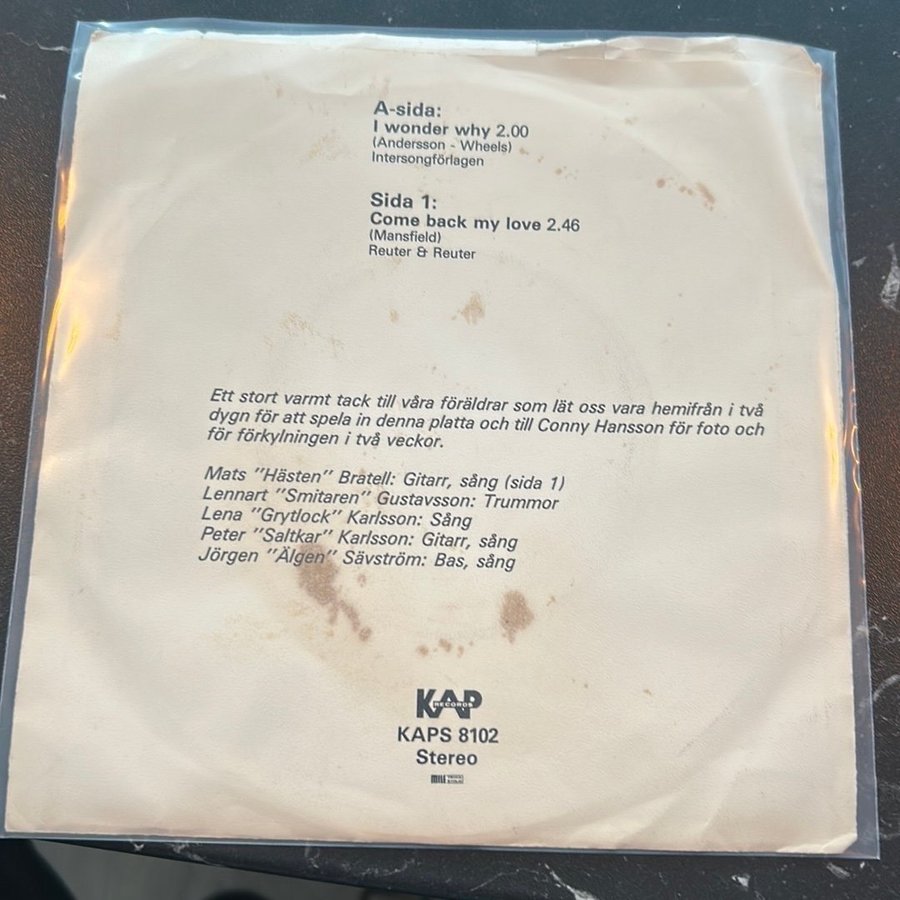 A-sida:
I wonder why 2.00
(Andersson - Wheels)
Intersongförlagen
Sida 1:
Come back my love 2.46
(Mansfield)
Reuter & Reuter
Ett stort varmt tack till våra föräldrar som lät oss vara hemifrån i två
dygn för att spela in denna platta och till Conny Hansson för foto och
för förkylningen i två veckor.
Mats "Hästen" Bratell: Gitarr, sång (sida 1)
Lennart "Smitaren" Gustavsson: Trummor
Lena "Grytlock" Karlsson: Sång
Peter "Saltkar" Karlsson: Gitarr, sång
Jörgen "Älgen" Sävström: Bas, sång
KAP
RECORDS
KAPS 8102
Stereo